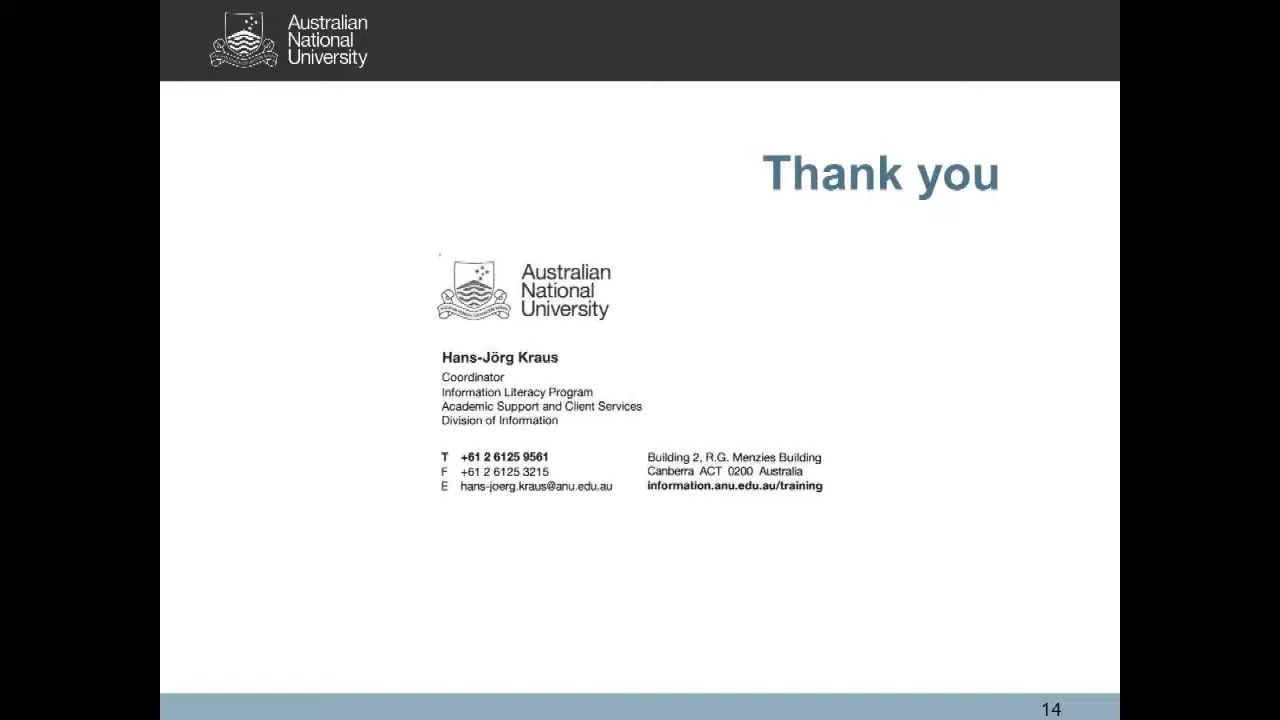 Australian
National
University
Thank you
Australian
National
University
Hans-Jörg Kraus
Coordinator
Information Literacy Program
Academic Support and Client Services
Division of Information
T +61 2 6125 9561
F +61 2 6125 3215
E hans-joerg.kraus@anu.edu.au
Building 2, R.G. Menzies Building
Canberra ACT 0200 Australia
information.anu.edu.au/training
14